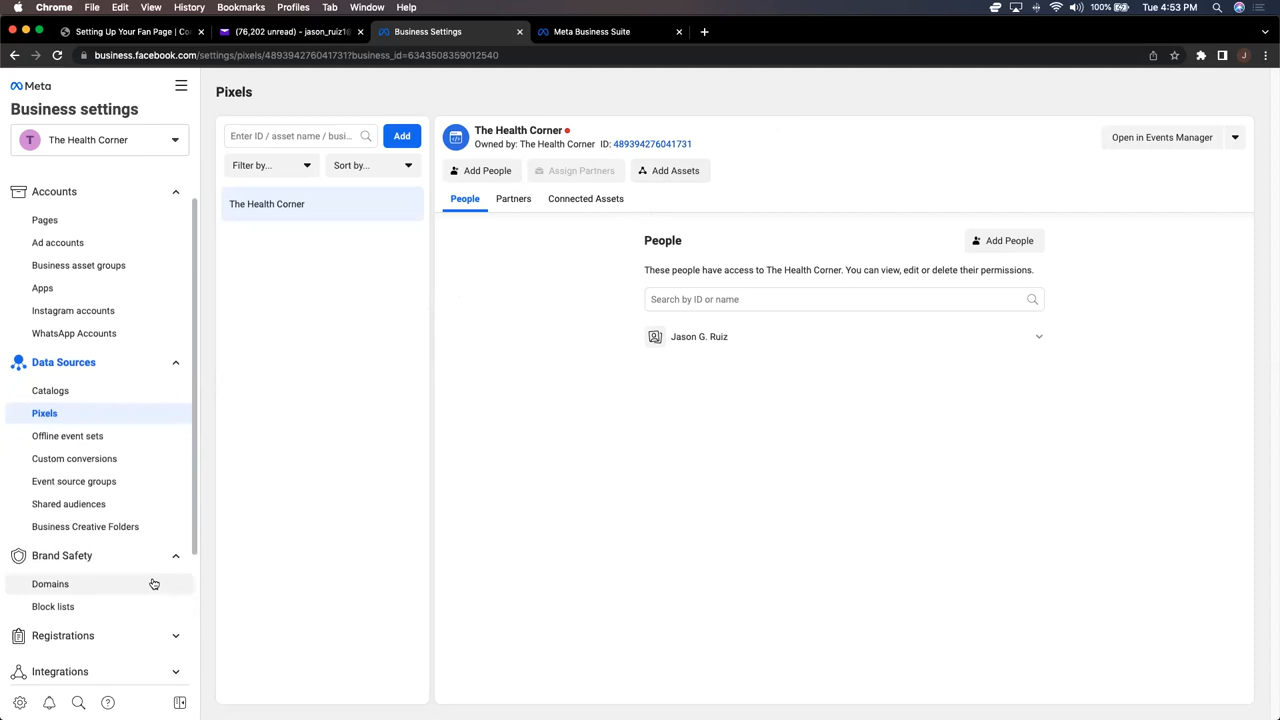 Chrome File Edit View History Bookmarks Profiles Tab Window Help 100% Tue 4:53 PM
Setting Up Your Fan Page | Co
(76,202 unread) - jason_ruiz1@
Business Settings
Meta Business Suite
business.facebook.com/settings/pixels/489394276041731?business_id=6343508359012540
J
Meta
Business settings
T The Health Corner
Accounts
Pages
Ad accounts
Business asset groups
Apps
Instagram accounts
WhatsApp Accounts
Data Sources
Catalogs
Pixels
Offline event sets
Custom conversions
Event source groups
Shared audiences
Business Creative Folders
Brand Safety
Domains
Block lists
Registrations
Integrations
Pixels
Enter ID / asset name / busi...
Add
Filter by...
Sort by...
The Health Corner
The Health Corner
Owned by: The Health Corner ID: 489394276041731
Open in Events Manager
Add People
Assign Partners
Add Assets
People
Partners
Connected Assets
People
Add People
These people have access to The Health Corner. You can view, edit or delete their permissions.
Search by ID or name
Jason G. Ruiz